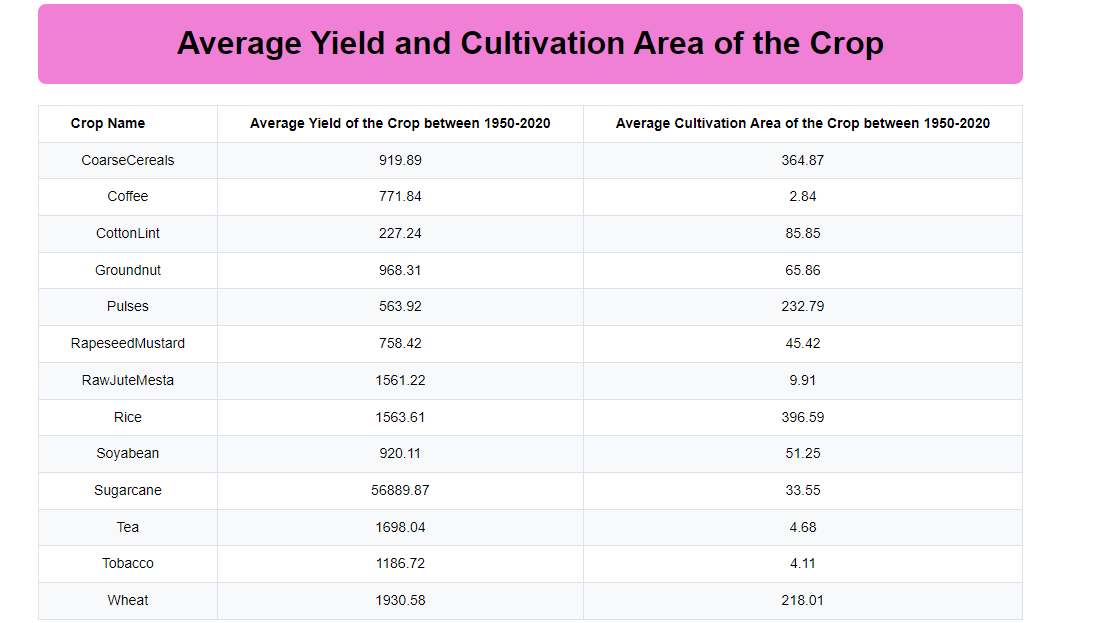 Average Yield and Cultivation Area of the Crop
Crop Name Average Yield of the Crop between 1950-2020 Average Cultivation Area of the Crop between 1950-2020
CoarseCereals 919.89 364.87
Coffee 771.84 2.84
CottonLint 227.24 85.85
Groundnut 968.31 65.86
Pulses 563.92 232.79
RapeseedMustard 758.42 45.42
RawJuteMesta 1561.22 9.91
Rice 1563.61 396.59
Soyabean 920.11 51.25
Sugarcane 56889.87 33.55
Tea 1698.04 4.68
Tobacco 1186.72 4.11
Wheat 1930.58 218.01